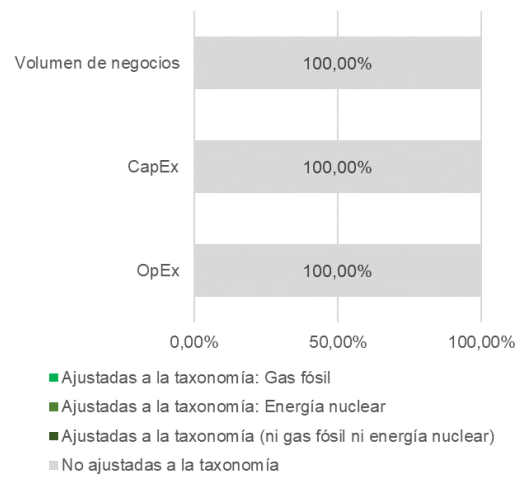 Volumen de negocios
100,00%
CapEx
100,00%
OpEx
100,00%
0,00% 50,00% 100,00%
Ajustadas a la taxonomía: Gas fósil
Ajustadas a la taxonomía: Energía nuclear
Ajustadas a la taxonomía (ni gas fósil ni energía nuclear)
No ajustadas a la taxonomía